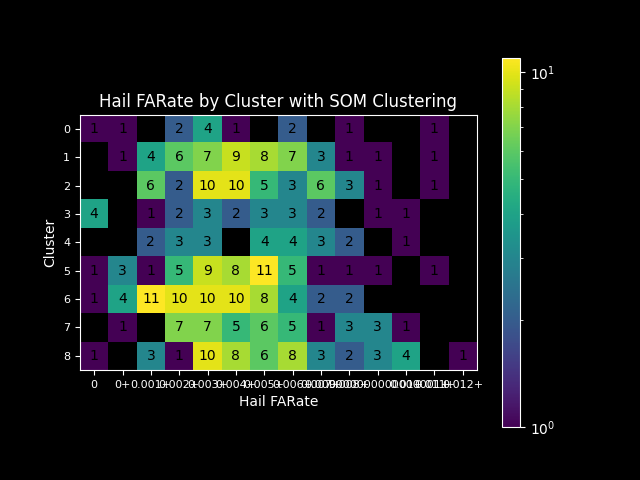 Hail FARate by Cluster with SOM Clustering
10¹
0 1 1 2 4 1 2 1 1
1 1 4 6 7 9 8 7 3 1 1 1
2 6 2 10 10 5 3 6 3 1 1
3 4 1 2 3 2 3 3 2 1 1
4 2 3 3 4 4 3 2 1
5 1 3 1 5 9 8 11 5 1 1 1 1
6 1 4 11 10 10 10 8 4 2 2
7 1 7 7 5 6 5 1 3 3 1
8 1 3 1 10 8 6 8 3 2 3 4 1
Cluster
0 0+
Hail FARate
10⁰